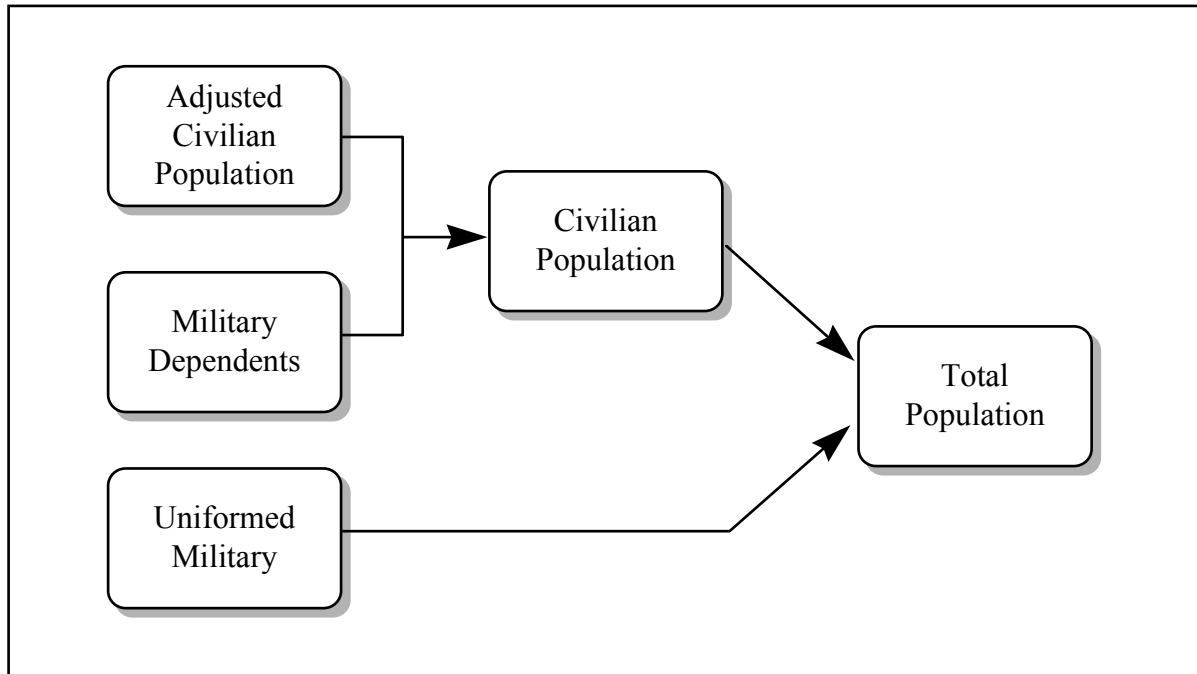 Adjusted
Civilian
Population
Military
Dependents
Uniformed
Military
Civilian
Population
Total
Population